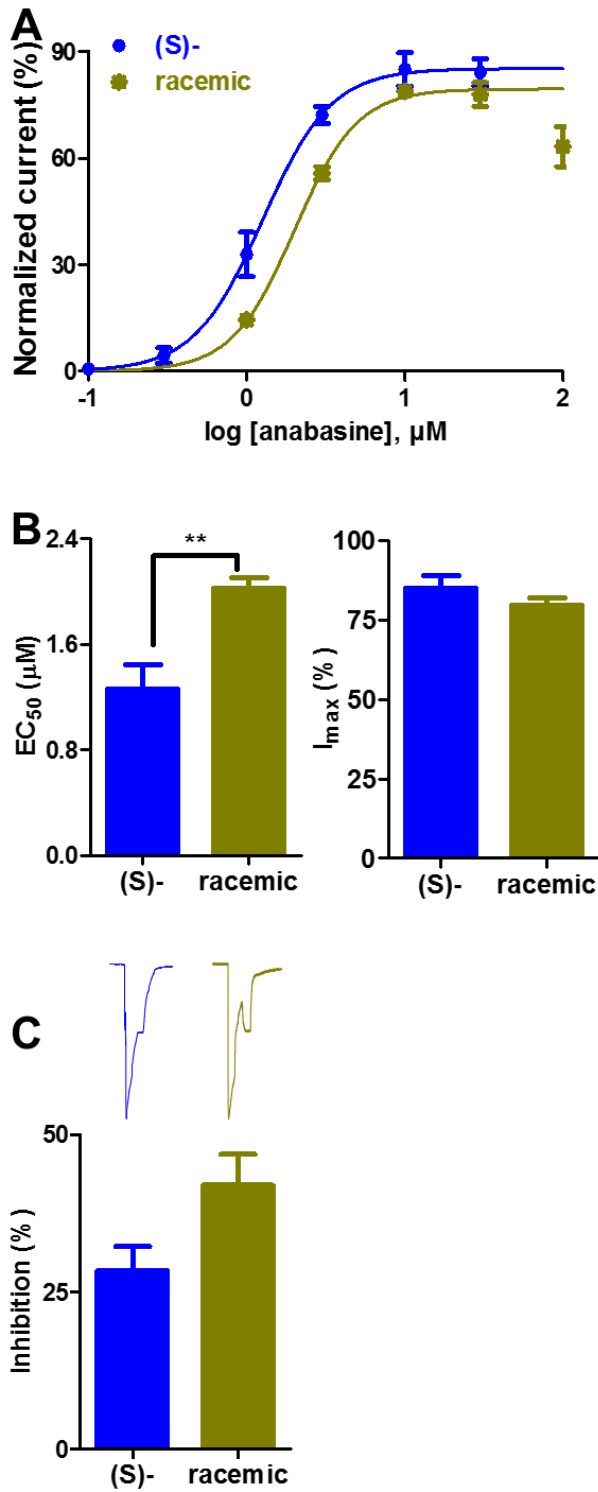 A
Normalized current (%)
90
60
30
0
(S)-
racemic
-1
0
1
2
log [anabasine], µM
B
EC50 (µM)
2.4
1.6
0.8
0.0
**
(S)-
racemic
Imax (%)
100
75
50
25
0
(S)-
racemic
C
Inhibition (%)
50
25
0
(S)-
racemic